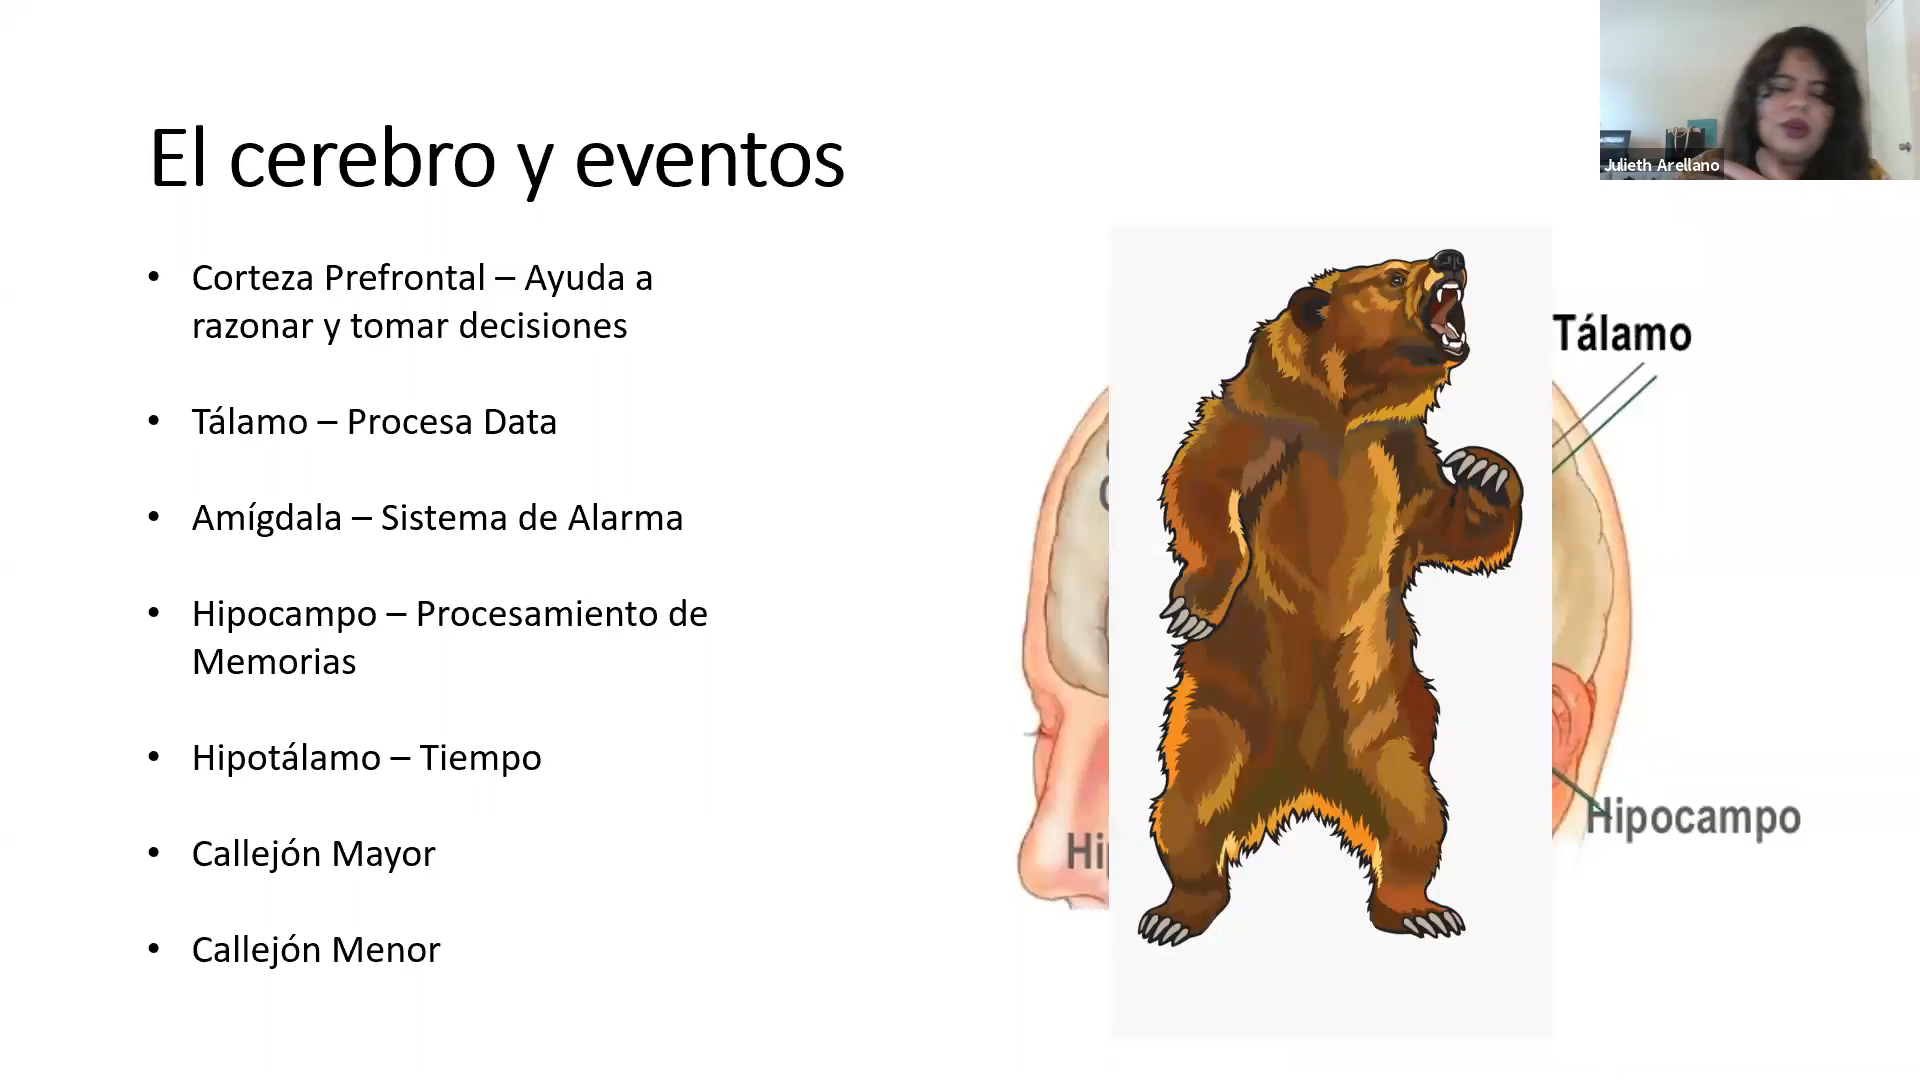 El cerebro y eventos
• Corteza Prefrontal – Ayuda a
razonar y tomar decisiones
• Tálamo – Procesa Data
• Amígdala – Sistema de Alarma
• Hipocampo – Procesamiento de
Memorias
• Hipotálamo – Tiempo
• Callejón Mayor
• Callejón Menor
Julieth Arellano
Tálamo
Hipocampo